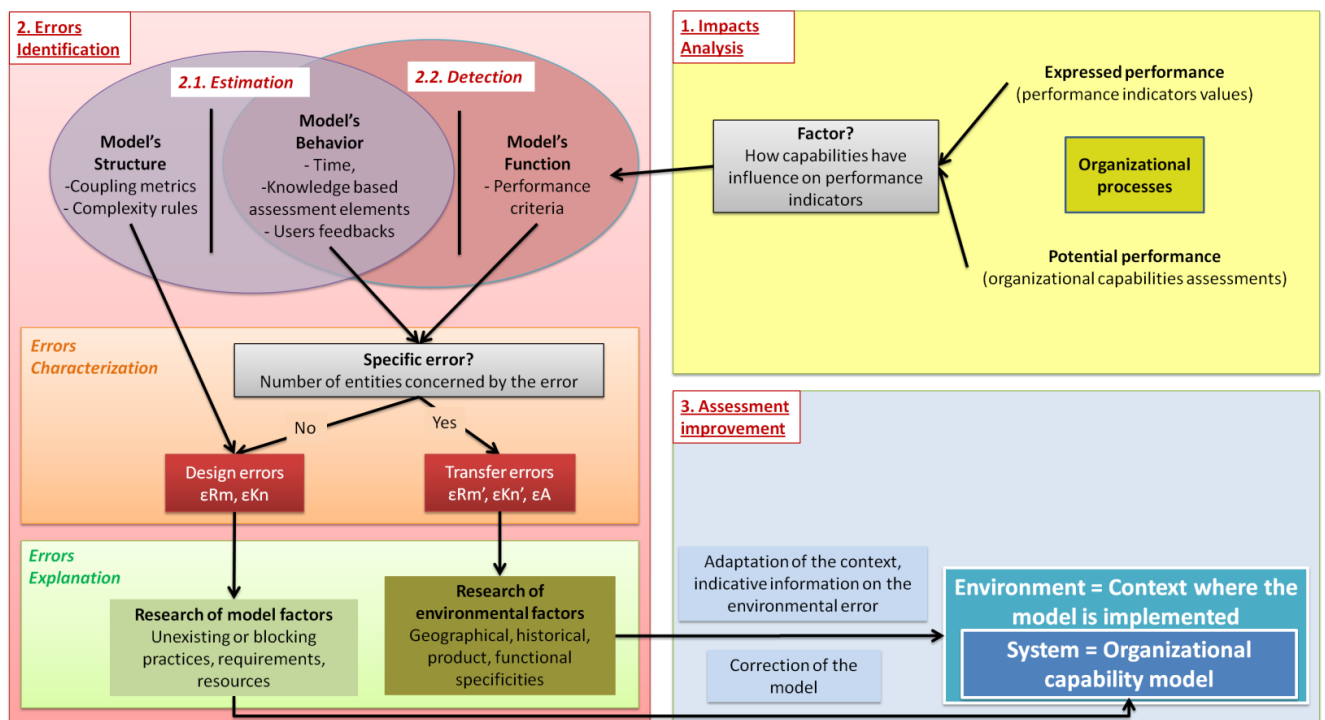 2. Errors
Identification
2.1. Estimation
2.2. Detection
Model's
Structure
-Coupling metrics
- Complexity rules
Model's
Behavior
- Time,
-Knowledge based
assessment elements
- Users feedbacks
Model's
Function
- Performance
criteria
Errors
Characterization
Specific error?
Number of entities concerned by the error
No
Yes
Design errors
εRm, εKn
Transfer errors
εRm', εKn', εA
Errors
Explanation
Research of model factors
Unexisting or blocking
practices, requirements,
resources
Research of
environmental factors
Geographical, historical,
product, functional
specificities
1. Impacts
Analysis
Factor?
How capabilities have
influence on performance
indicators
Expressed performance
(performance indicators values)
Organizational
processes
Potential performance
(organizational capabilities assessments)
3. Assessment
improvement
Adaptation of the context,
indicative information on the
environmental error
Correction of the
model
Environment = Context where the
model is implemented
System = Organizational
capability model